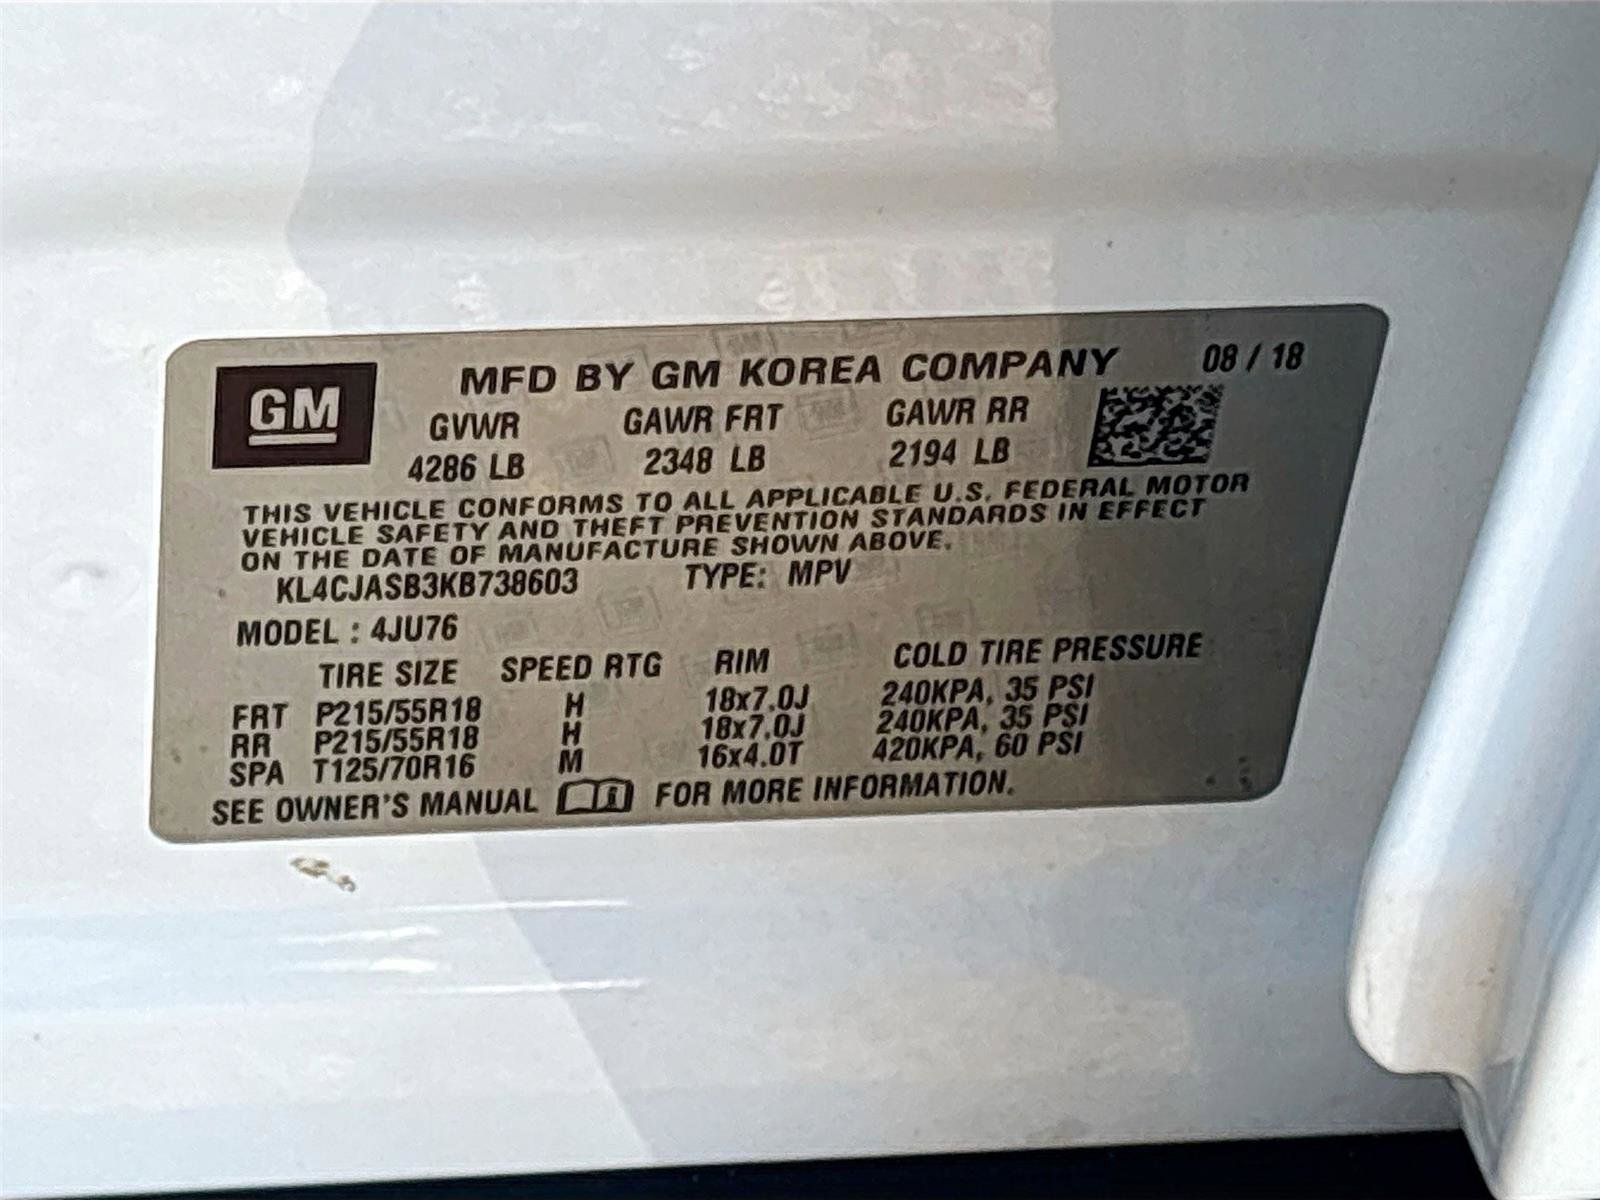 GM
MFD BY GM KOREA COMPANY 08 / 18
GVWR GAWR FRT GAWR RR
4286 LB 2348 LB 2194 LB
THIS VEHICLE CONFORMS TO ALL APPLICABLE U.S. FEDERAL MOTOR
VEHICLE SAFETY AND THEFT PREVENTION STANDARDS IN EFFECT
ON THE DATE OF MANUFACTURE SHOWN ABOVE.
KL4CJASB3KB738603 TYPE: MPV
MODEL : 4JU76
TIRE SIZE SPEED RTG RIM COLD TIRE PRESSURE
FRT P215/55R18 H 18x7.0J 240KPA, 35 PSI
RR P215/55R18 H 18x7.0J 240KPA, 35 PSI
SPA T125/70R16 M 16x4.0T 420KPA, 60 PSI
SEE OWNER'S MANUAL FOR MORE INFORMATION.